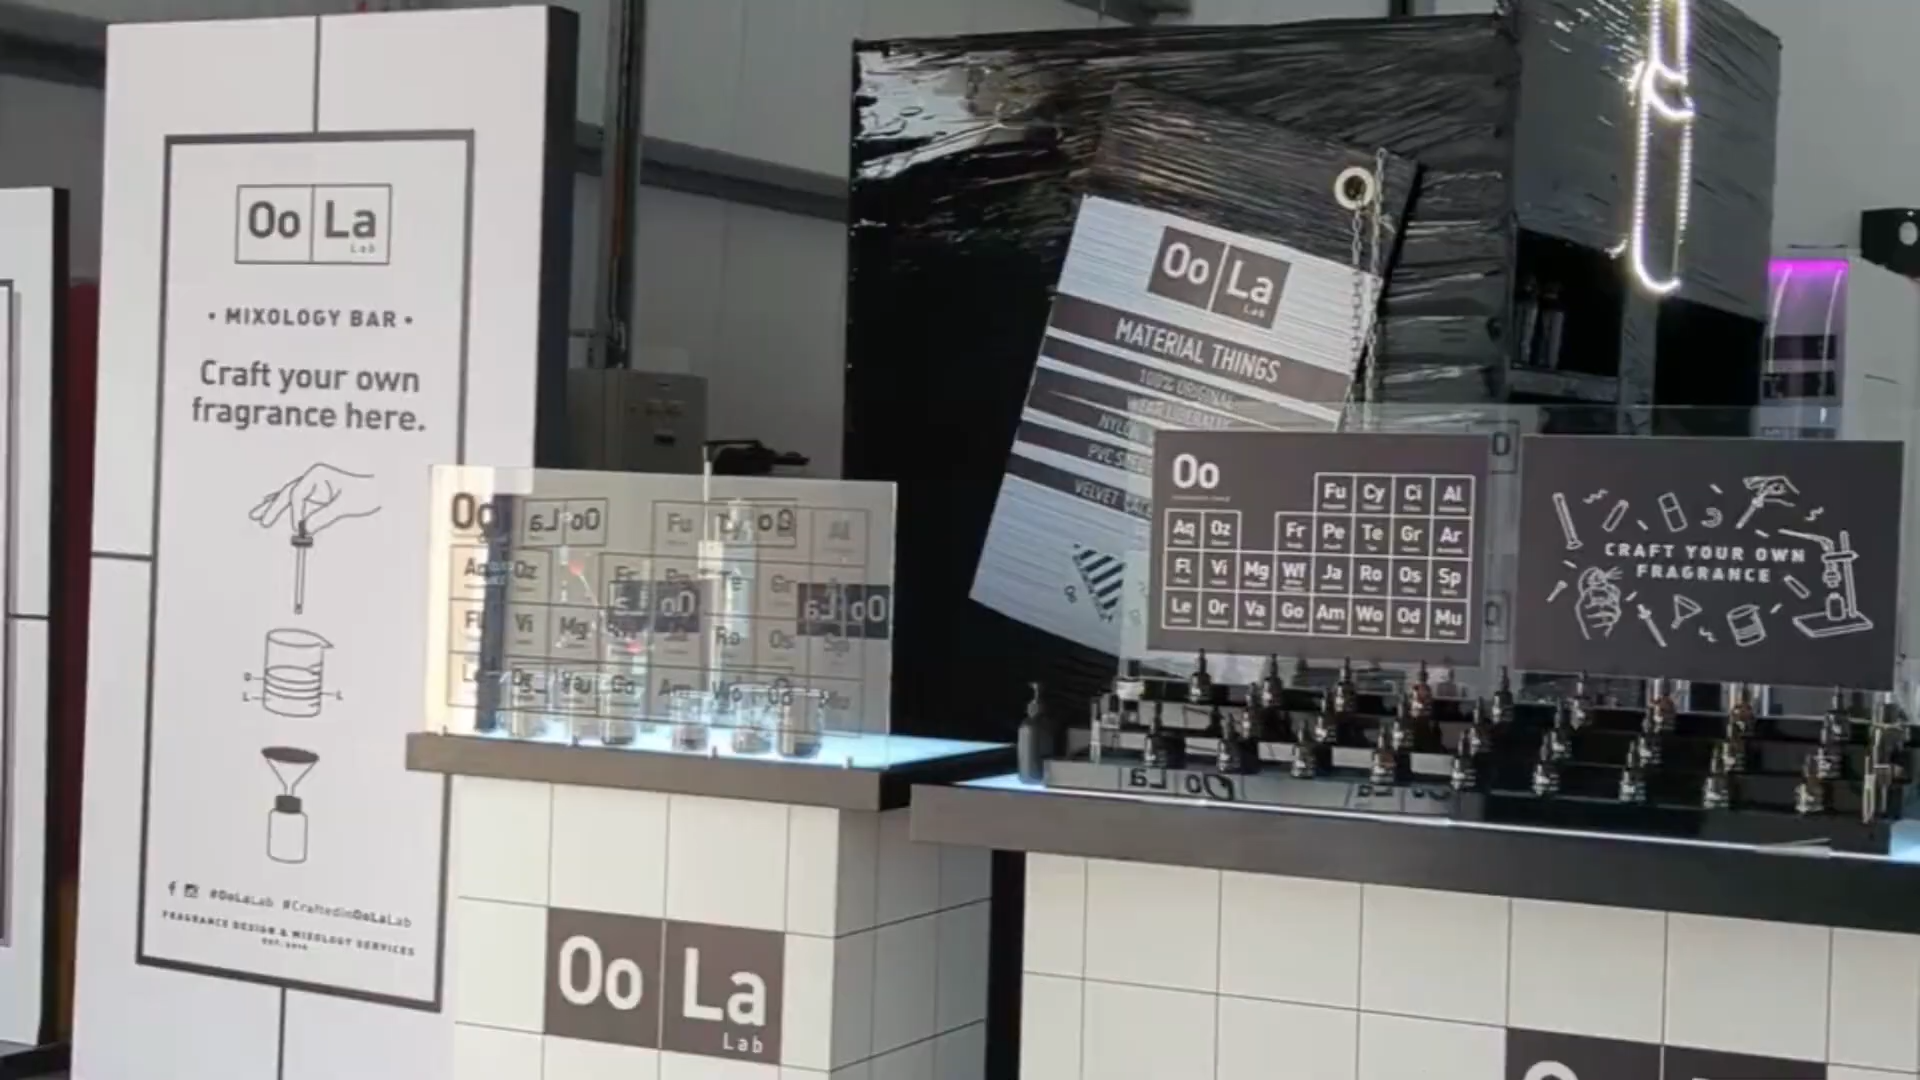 Oo La
Lab
• MIXOLOGY BAR •
Craft your own
fragrance here.
O
L
L
#OoLaLab #CraftedinOoLaLab
FRAGRANCE DESIGN & MIXOLOGY SERVICES
Oo La
Lab
MATERIAL THINGS
100% ORIGINAL
VELVET
Oo
Fu Cy Ci Al
Aq Oz Fr Pe Te Gr Ar
Fl Vi Mg Wf Ja Ro Os Sp
Le Or Va Go Am Wo Od Mu
CRAFT YOUR OWN
FRAGRANCE
Oo La
Lab